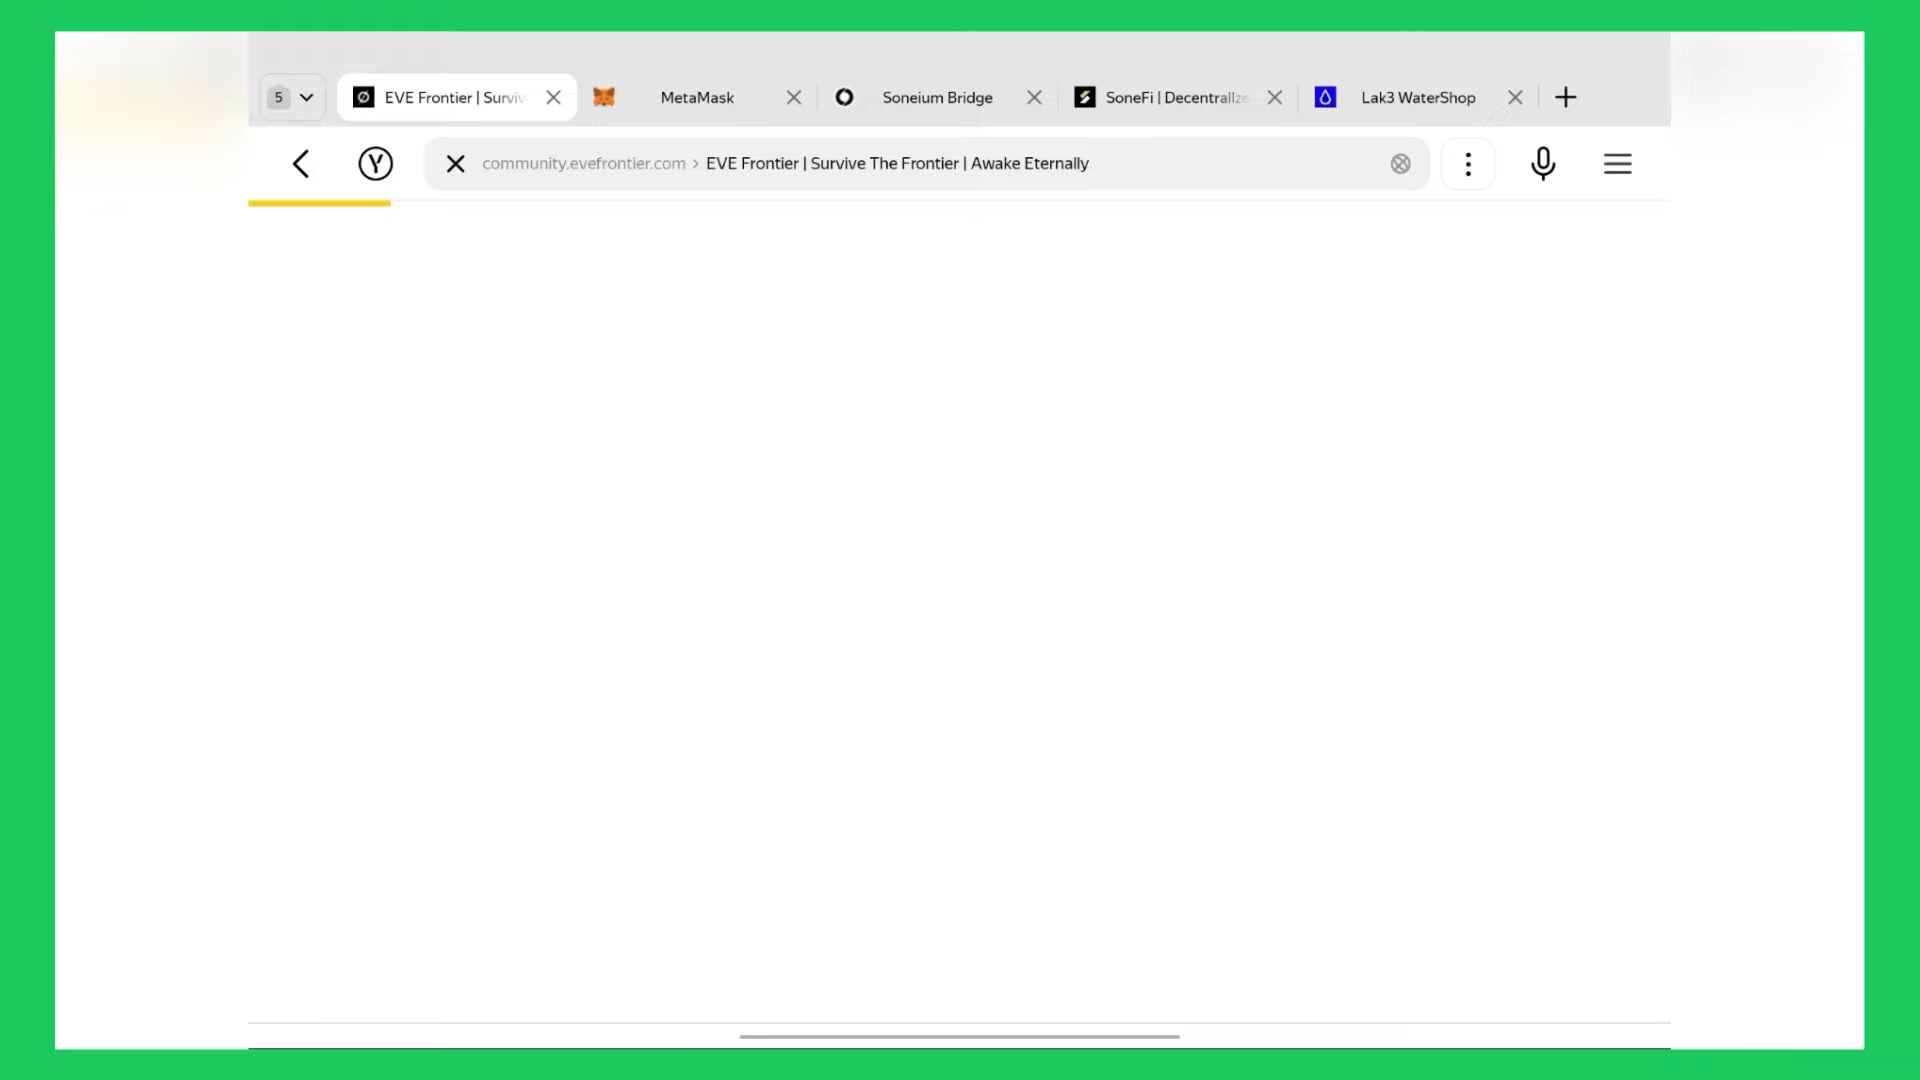 5
EVE Frontier | Surviv
MetaMask
Soneium Bridge
SoneFi | Decentralize
Lak3 WaterShop
community.evefrontier.com > EVE Frontier | Survive The Frontier | Awake Eternally